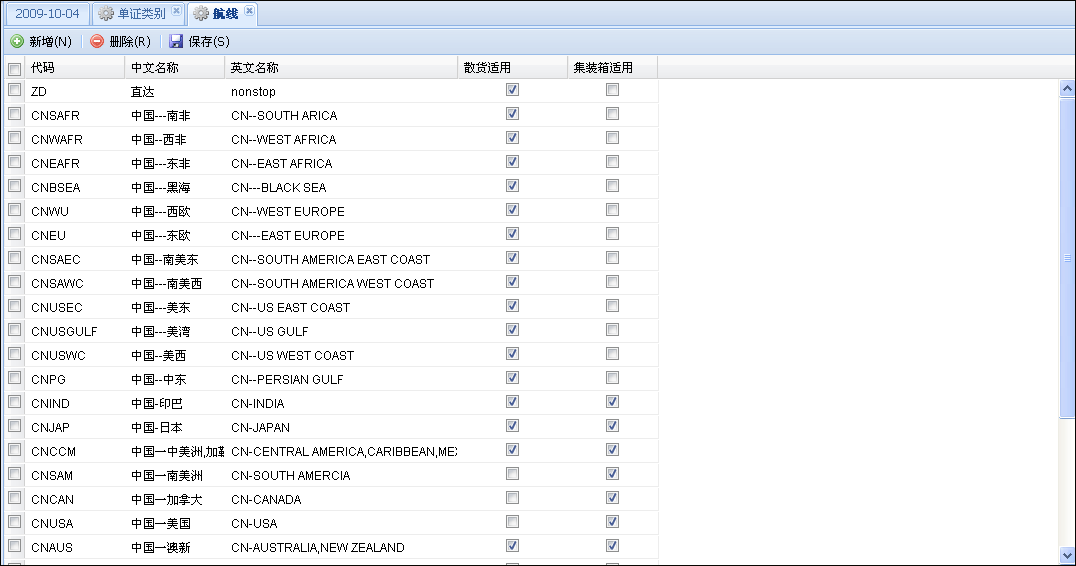 2009-10-04 单证类别 航线
新增(N) 删除(R) 保存(S)
代码 中文名称 英文名称 散货适用 集装箱适用
ZD 直达 nonstop
CNSAFR 中国---南非 CN--SOUTH ARICA
CNWAFR 中国--西非 CN--WEST AFRICA
CNEAFR 中国---东非 CN--EAST AFRICA
CNBSEA 中国---黑海 CN---BLACK SEA
CNWU 中国---西欧 CN--WEST EUROPE
CNEU 中国---东欧 CN---EAST EUROPE
CNSAEC 中国--南美东 CN--SOUTH AMERICA EAST COAST
CNSAWC 中国---南美西 CN--SOUTH AMERICA WEST COAST
CNUSEC 中国---美东 CN--US EAST COAST
CNUSGULF 中国---美湾 CN--US GULF
CNUSWC 中国--美西 CN--US WEST COAST
CNPG 中国--中东 CN--PERSIAN GULF
CNIND 中国-印巴 CN-INDIA
CNJAP 中国-日本 CN-JAPAN
CNCCM 中国一中美洲,加勒 CN-CENTRAL AMERICA,CARIBBEAN,MEX
CNSAM 中国一南美洲 CN-SOUTH AMERCIA
CNCAN 中国一加拿大 CN-CANADA
CNUSA 中国一美国 CN-USA
CNAUS 中国一澳新 CN-AUSTRALIA,NEW ZEALAND